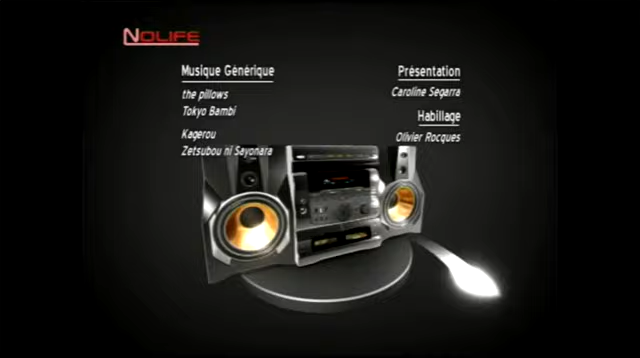 NOLIFE
Musique Générique
the pillows
Tokyo Bambi
Kagerou
Zetsubou ni Sayonara
Présentation
Caroline Segarra
Habillage
Olivier Rocques